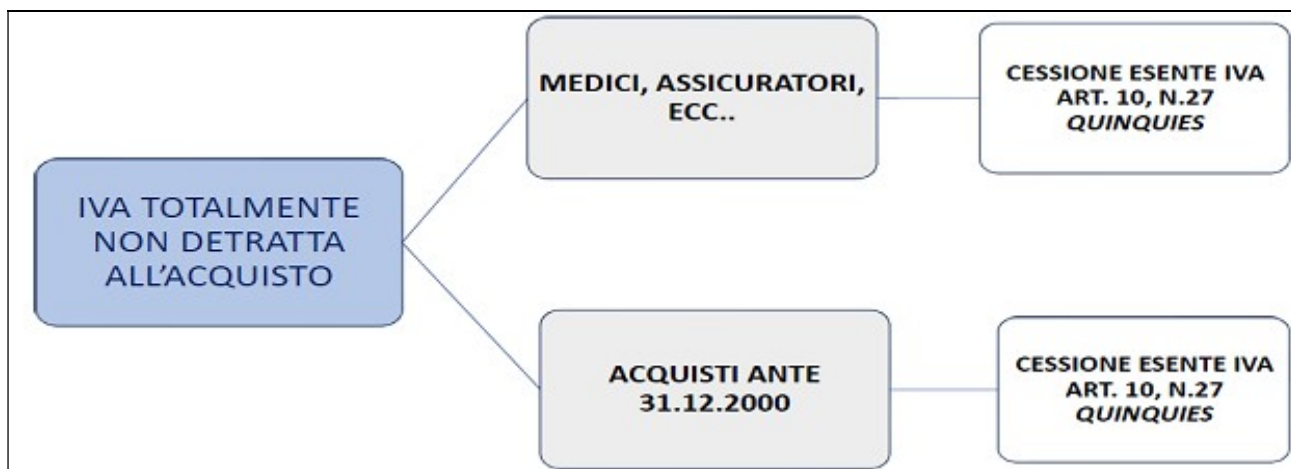 MEDICI, ASSICURATORI,
ECC..
CESSIONE ESENTE IVA
ART. 10, N.27
QUINQUIES
IVA TOTALMENTE
NON DETRATTA
ALL'ACQUISTO
ACQUISTI ANTE
31.12.2000
CESSIONE ESENTE IVA
ART. 10, N.27
QUINQUIES